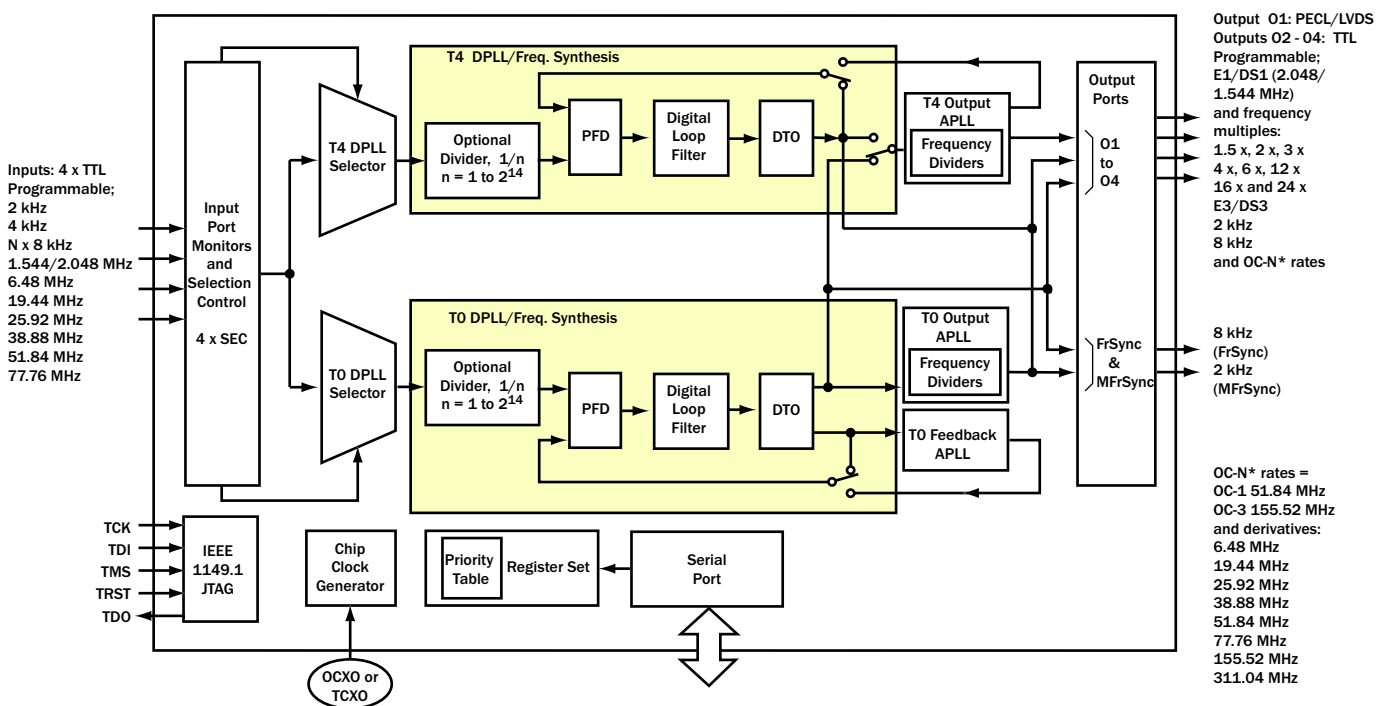 Inputs: 4 x TTL
Programmable;
2 kHz
4 kHz
N x 8 kHz
1.544/2.048 MHz
6.48 MHz
19.44 MHz
25.92 MHz
38.88 MHz
51.84 MHz
77.76 MHz
Input
Port
Monitors
and
Selection
Control
4 x SEC
T4 DPLL
Selector
T0 DPLL
Selector
T4 DPLL/Freq. Synthesis
Optional
Divider, 1/n
n = 1 to 2^14
PFD
Digital
Loop
Filter
DTO
T4 Output
APLL
Frequency
Dividers
T0 DPLL/Freq. Synthesis
Optional
Divider, 1/n
n = 1 to 2^14
PFD
Digital
Loop
Filter
DTO
T0 Output
APLL
Frequency
Dividers
T0 Feedback
APLL
Output
Ports
O1
to
O4
FrSync
&
MFrSync
Output O1: PECL/LVDS
Outputs O2 - O4: TTL
Programmable;
E1/DS1 (2.048/
1.544 MHz)
and frequency
multiples:
1.5 x, 2 x, 3 x
4 x, 6 x, 12 x
16 x and 24 x
E3/DS3
2 kHz
8 kHz
and OC-N* rates
8 kHz
(FrSync)
2 kHz
(MFrSync)
OC-N* rates =
OC-1 51.84 MHz
OC-3 155.52 MHz
and derivatives:
6.48 MHz
19.44 MHz
25.92 MHz
38.88 MHz
51.84 MHz
77.76 MHz
155.52 MHz
311.04 MHz
TCK
TDI
TMS
TRST
TDO
IEEE
1149.1
JTAG
Chip
Clock
Generator
OCXO or
TCXO
Priority
Table
Register Set
Serial
Port